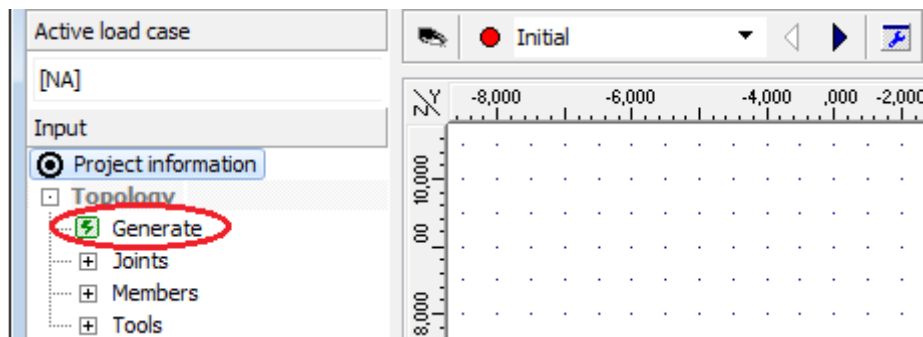 Active load case
[NA]
Input
Project information
Topology
Generate
Joints
Members
Tools
Initial
Y
Z
-8,000 -6,000 -4,000 ,000 -2,000
10,000
00
8,000